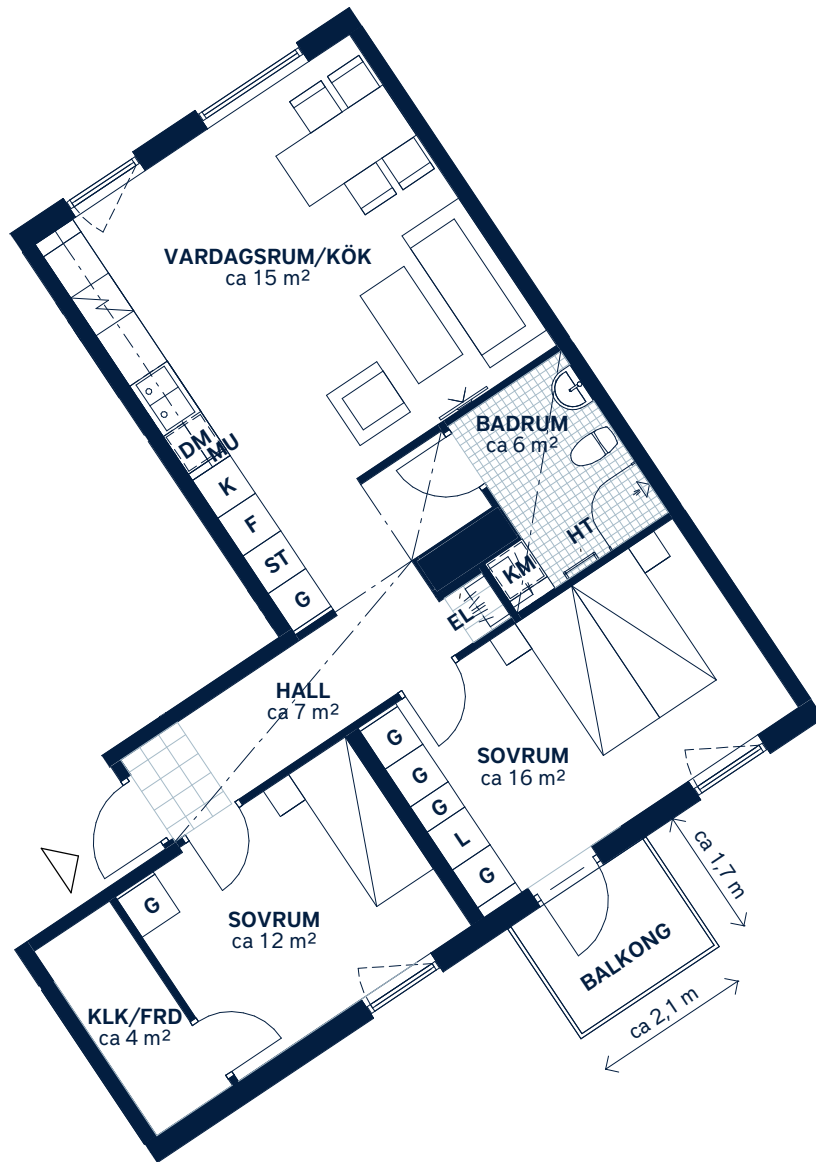 VARDAGSRUM/KÖK
ca 15 m²
BADRUM
ca 6 m²
DM
MU
K
F
ST
G
HT
KM
EL
HALL
ca 7 m²
SOVRUM
ca 16 m²
G
G
G
L
G
ca 1,7 m
G
SOVRUM
ca 12 m²
BALKONG
ca 2,1 m
KLK/FRD
ca 4 m²